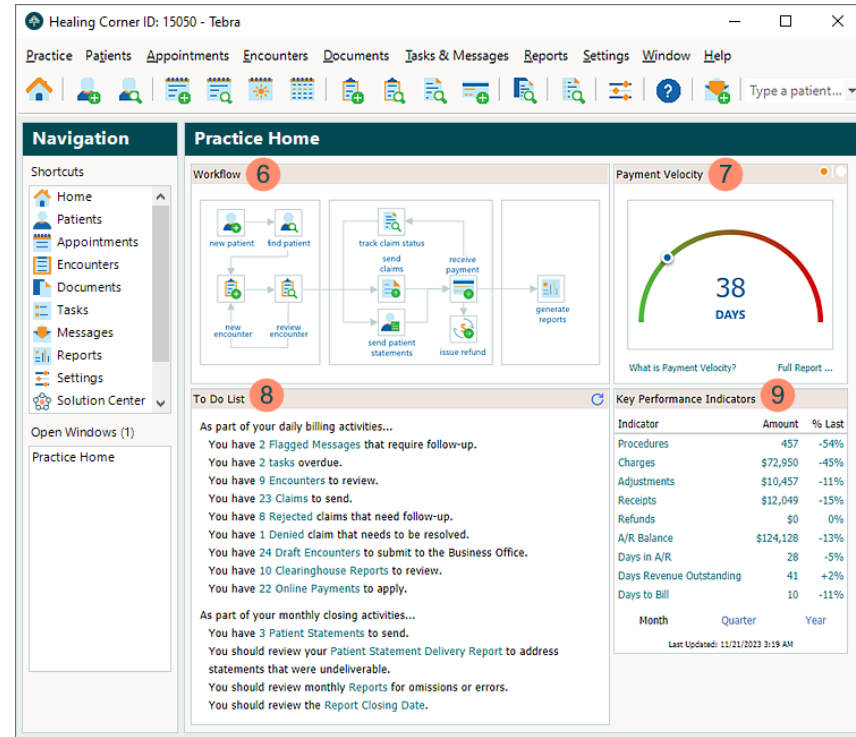 Healing Corner ID: 15050 - Tebra
Practice Patients Appointments Encounters Documents Tasks & Messages Reports Settings Window Help
Type a patient...
Navigation
Shortcuts
Home
Patients
Appointments
Encounters
Documents
Tasks
Messages
Reports
Settings
Solution Center
Open Windows (1)
Practice Home
Practice Home
Workflow 6
new patient find patient
new
encounter
review
encounter
track claim status
send
claims
receive
payment
send patient
statements
issue refund
generate
reports
Payment Velocity 7
38
DAYS
What is Payment Velocity? Full Report ...
To Do List 8
As part of your daily billing activities...
You have 2 Flagged Messages that require follow-up.
You have 2 tasks overdue.
You have 9 Encounters to review.
You have 23 Claims to send.
You have 8 Rejected claims that need follow-up.
You have 1 Denied claim that needs to be resolved.
You have 24 Draft Encounters to submit to the Business Office.
You have 10 Clearinghouse Reports to review.
You have 22 Online Payments to apply.
As part of your monthly closing activities...
You have 3 Patient Statements to send.
You should review your Patient Statement Delivery Report to address
statements that were undeliverable.
You should review monthly Reports for omissions or errors.
You should review the Report Closing Date.
Key Performance Indicators 9
Indicator Amount % Last
Procedures 457 -54%
Charges $72,950 -45%
Adjustments $10,457 -11%
Receipts $12,049 -15%
Refunds $0 0%
A/R Balance $124,128 -13%
Days in A/R 28 -5%
Days Revenue Outstanding 41 +2%
Days to Bill 10 -11%
Month Quarter Year
Last Updated: 11/21/2023 3:19 AM